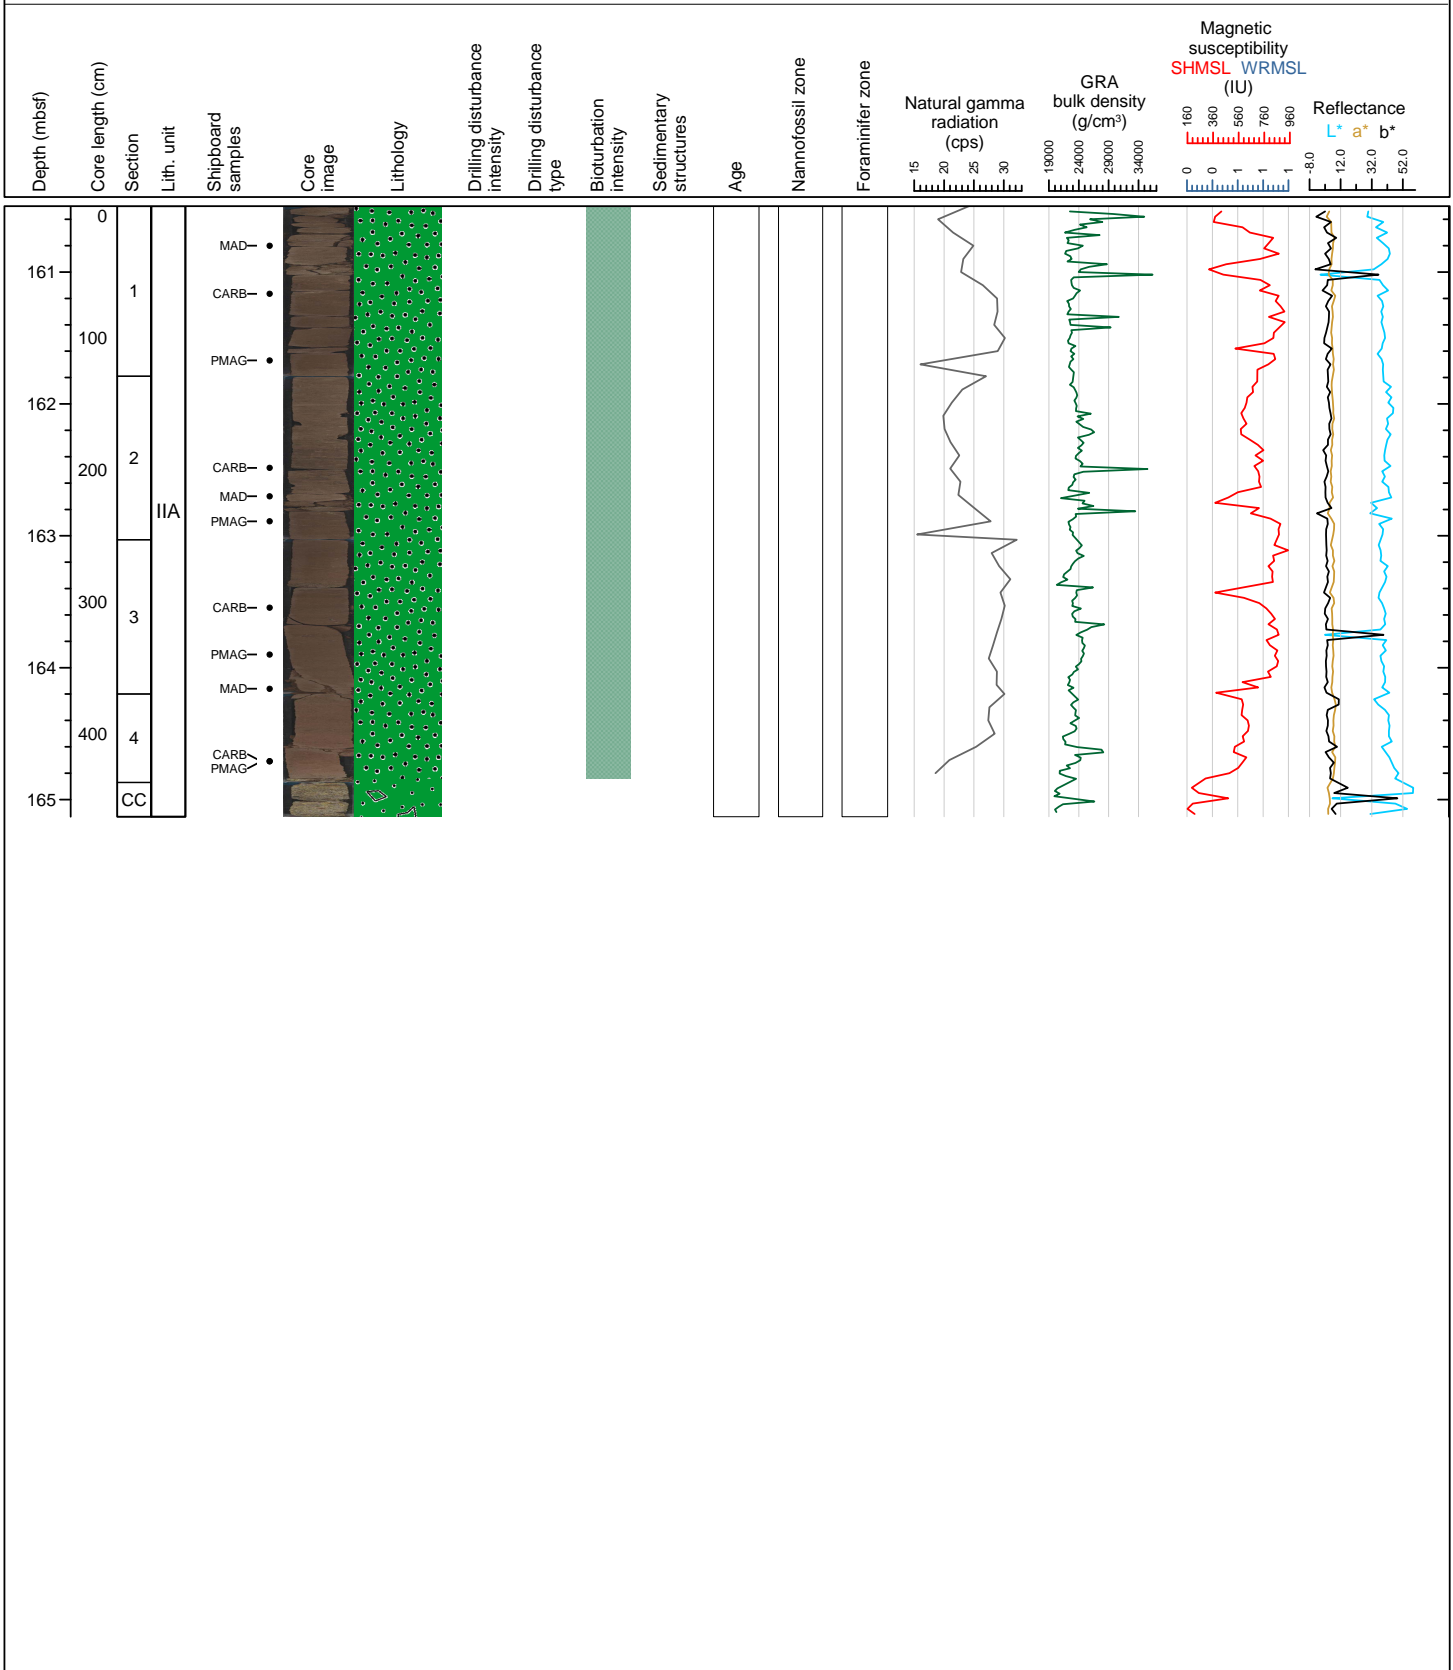 Depth (mbsf)
Core length (cm)
Section
Lith. unit
Shipboard
samples
Core
image
Lithology
Drilling disturbance
intensity
Drilling disturbance
type
Bioturbation
intensity
Sedimentary
structures
Age
Nannofossil zone
Foraminifer zone
Natural gamma
radiation
(cps)
15 20 25 30
GRA
bulk density
(g/cm³)
19000 24000 29000 34000
Magnetic
susceptibility
SHMSL WRMSL
(IU)
160 360 560 760 960
0 0 1 1 1
Reflectance
L* a* b*
-8.0 12.0 32.0 52.0
0
MAD
161
1
CARB
100
PMAG
162
2
200
CARB
MAD
IIA
PMAG
163
300
CARB
3
PMAG
164
MAD
400
4
CARB
PMAG
165
CC